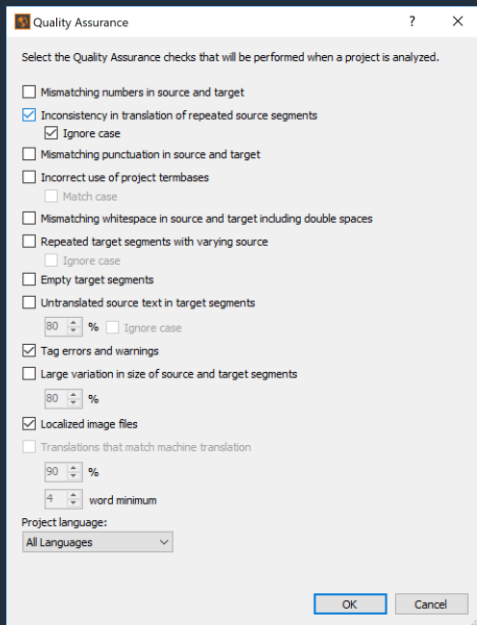 Quality Assurance
Select the Quality Assurance checks that will be performed when a project is analyzed.
Mismatching numbers in source and target
Inconsistency in translation of repeated source segments
Ignore case
Mismatching punctuation in source and target
Incorrect use of project termbases
Match case
Mismatching whitespace in source and target including double spaces
Repeated target segments with varying source
Ignore case
Empty target segments
Untranslated source text in target segments
80 % Ignore case
Tag errors and warnings
Large variation in size of source and target segments
80 %
Localized image files
Translations that match machine translation
90 %
4 word minimum
Project language:
All Languages
OK Cancel